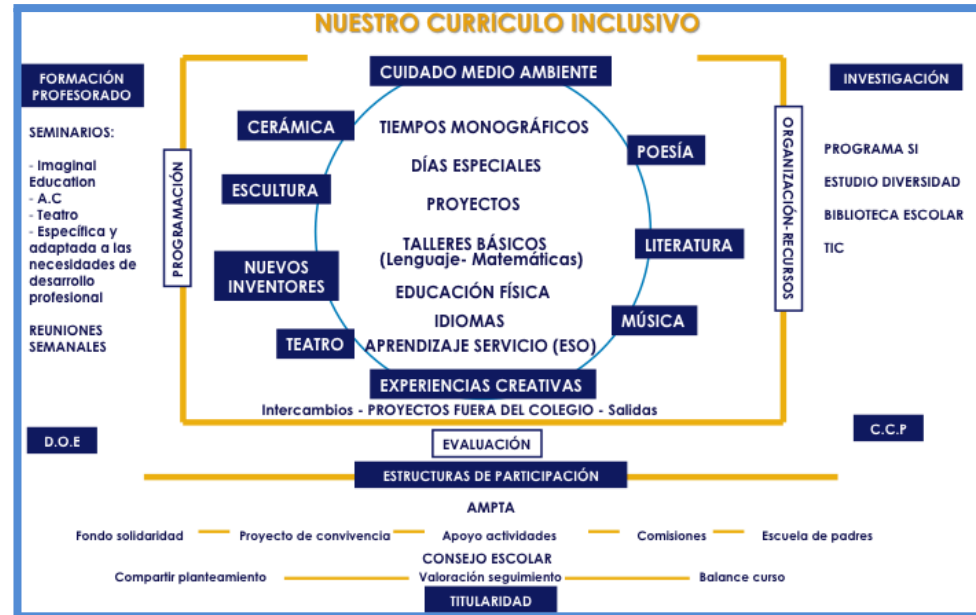 NUESTRO CURRÍCULO INCLUSIVO
FORMACIÓN
PROFESORADO
SEMINARIOS:
- Imaginal
Education
- A.C
- Teatro
- Específica y
adaptada a las
necesidades de
desarrollo
profesional
REUNIONES
SEMANALES
PROGRAMACIÓN
CUIDADO MEDIO AMBIENTE
CERÁMICA
ESCULTURA
NUEVOS
INVENTORES
TEATRO
TIEMPOS MONOGRÁFICOS
DÍAS ESPECIALES
PROYECTOS
TALLERES BÁSICOS
(Lenguaje- Matemáticas)
EDUCACIÓN FÍSICA
IDIOMAS
APRENDIZAJE SERVICIO (ESO)
POESÍA
LITERATURA
MÚSICA
EXPERIENCIAS CREATIVAS
Intercambios - PROYECTOS FUERA DEL COLEGIO - Salidas
ORGANIZACIÓN- RECURSOS
INVESTIGACIÓN
PROGRAMA SI
ESTUDIO DIVERSIDAD
BIBLIOTECA ESCOLAR
TIC
D.O.E
EVALUACIÓN
C.C.P
ESTRUCTURAS DE PARTICIPACIÓN
AMPTA
Fondo solidaridad Proyecto de convivencia Apoyo actividades Comisiones Escuela de padres
CONSEJO ESCOLAR
Compartir planteamiento Valoración seguimiento Balance curso
TITULARIDAD